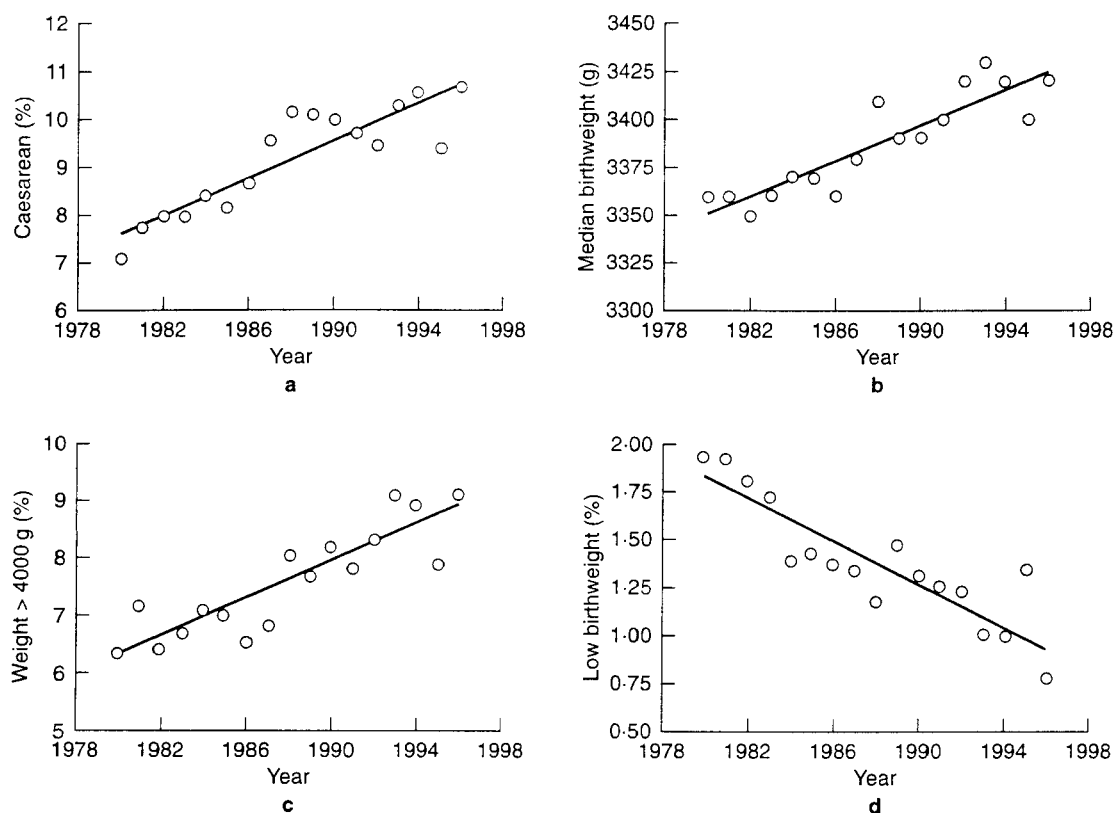 12
11
10
9
8
7
6
Caesarean (%)
1978 1982 1986 1990 1994 1998
Year
a
3450
3425
3400
3375
3350
3325
3300
Median birthweight (g)
1978 1982 1986 1990 1994 1998
Year
b
10
9
8
7
6
5
Weight > 4000 g (%)
1978 1982 1986 1990 1994 1998
Year
c
2·00
1·75
1·50
1·25
1·00
0·75
0·50
Low birthweight (%)
1978 1982 1986 1990 1994 1998
Year
d